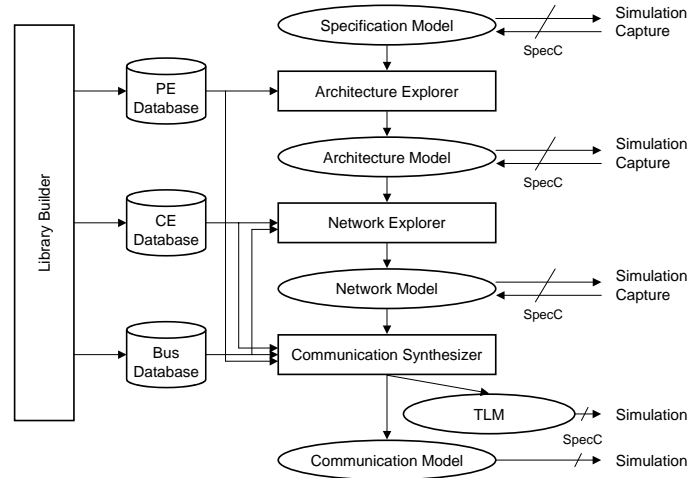 Specification Model
Simulation
Capture
SpecC
PE
Database
Architecture Explorer
Architecture Model
Simulation
Capture
SpecC
Library Builder
CE
Database
Network Explorer
Network Model
Simulation
Capture
SpecC
Bus
Database
Communication Synthesizer
TLM
Simulation
SpecC
Communication Model
Simulation